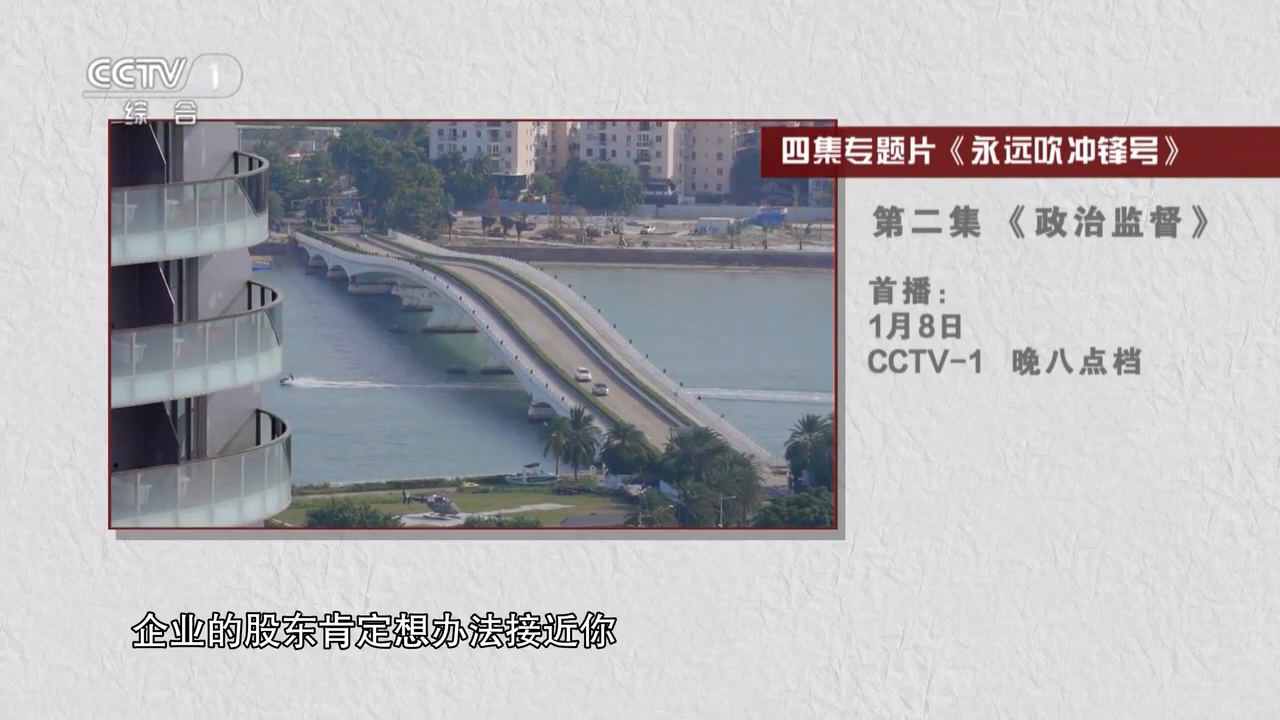 CCTV 1
综合
四集专题片《永远吹冲锋号》
第二集《政治监督》
首播：
1月8日
CCTV-1 晚八点档
企业的股东肯定想办法接近你